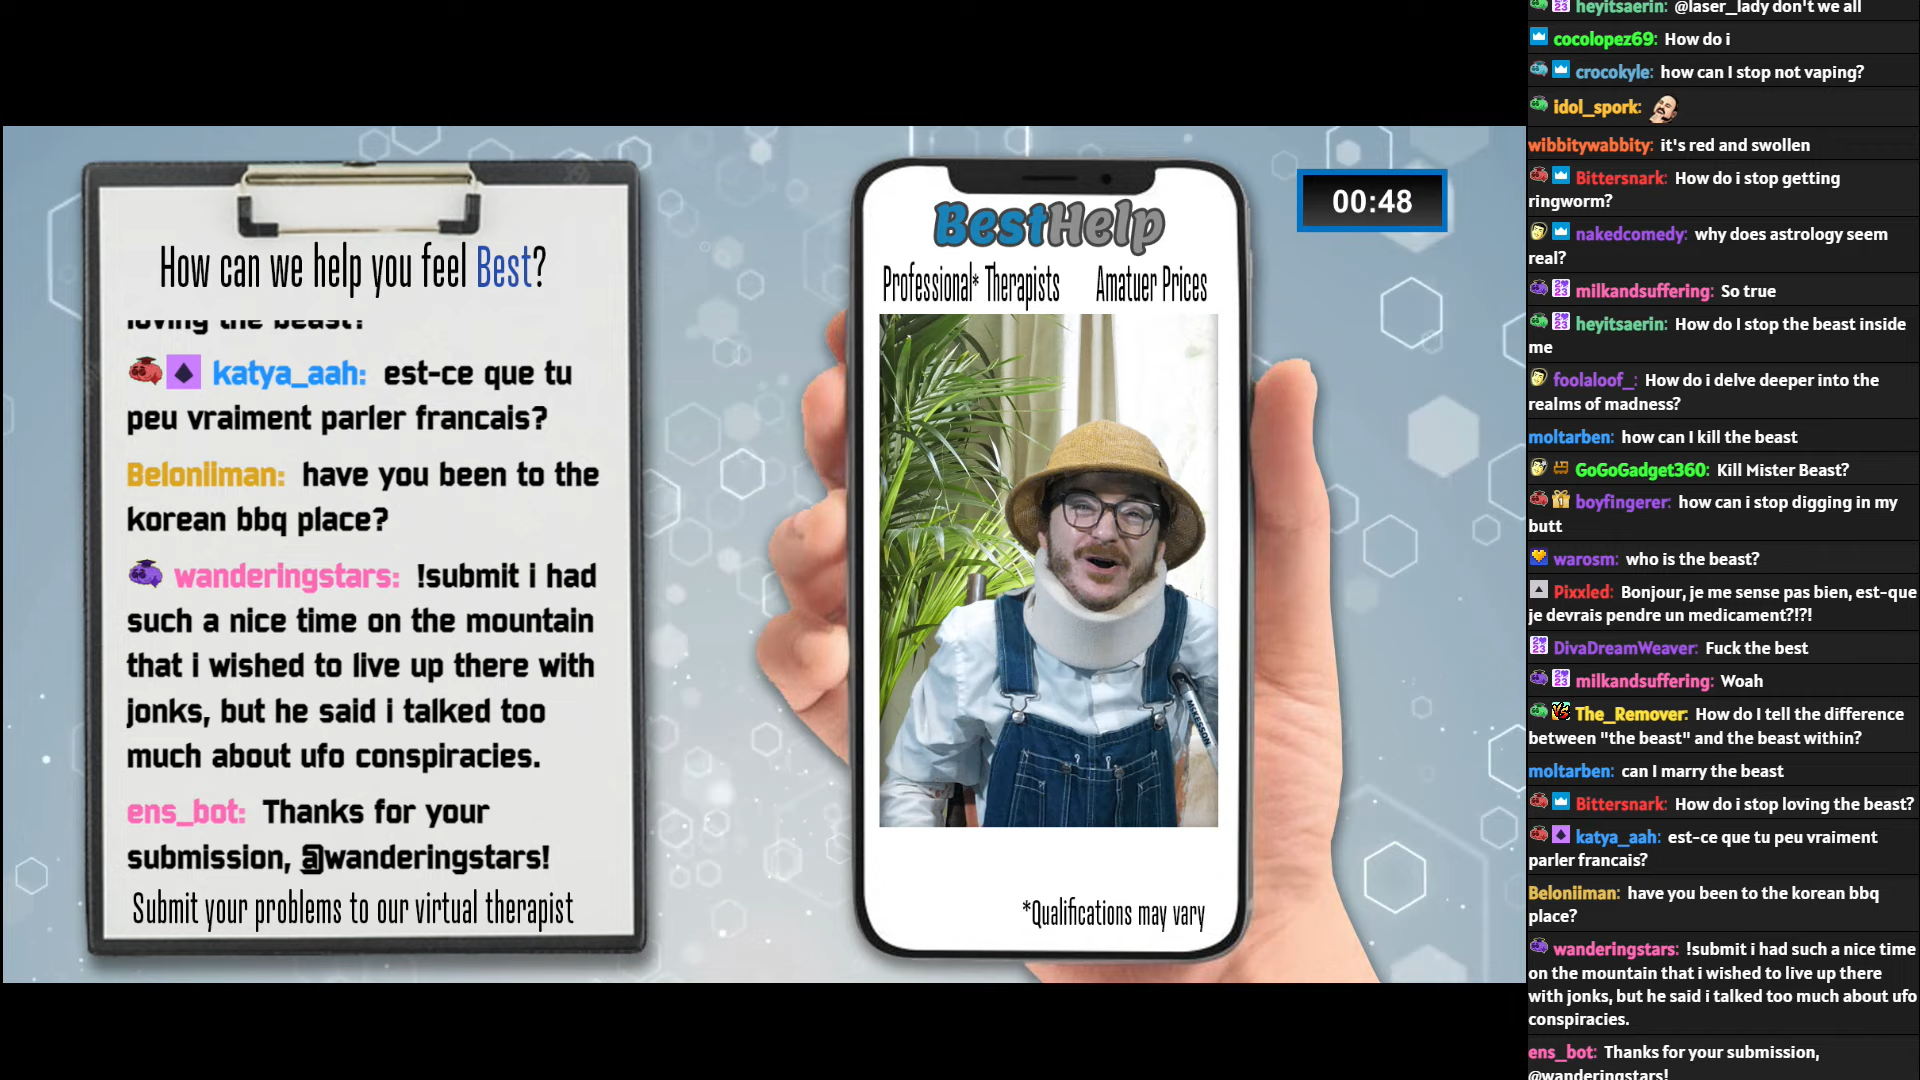 How can we help you feel Best?
loving the beast?
katya_aah: est-ce que tu
peu vraiment parler francais?
Beloniiman: have you been to the
korean bbq place?
wanderingstars: !submit i had
such a nice time on the mountain
that i wished to live up there with
jonks, but he said i talked too
much about ufo conspiracies.
ens_bot: Thanks for your
submission, @wanderingstars!
Submit your problems to our virtual therapist
BestHelp
Professional* Therapists Amatuer Prices
MCKESSON
*Qualifications may vary
00:48
heyitsaerin: @laser_lady don't we all
cocolopez69: How do i
crocokyle: how can I stop not vaping?
idol_spork:
wibbitywabbity: it's red and swollen
Bittersnark: How do i stop getting
ringworm?
nakedcomedy: why does astrology seem
real?
milkandsuffering: So true
heyitsaerin: How do I stop the beast inside
me
foolaloof_: How do i delve deeper into the
realms of madness?
moltarben: how can I kill the beast
GoGoGadget360: Kill Mister Beast?
boyfingerer: how can i stop digging in my
butt
warosm: who is the beast?
Pixxled: Bonjour, je me sense pas bien, est-que
je devrais pendre un medicament?!?!
DivaDreamWeaver: Fuck the best
milkandsuffering: Woah
The_Remover: How do I tell the difference
between "the beast" and the beast within?
moltarben: can I marry the beast
Bittersnark: How do i stop loving the beast?
katya_aah: est-ce que tu peu vraiment
parler francais?
Beloniiman: have you been to the korean bbq
place?
wanderingstars: !submit i had such a nice time
on the mountain that i wished to live up there
with jonks, but he said i talked too much about ufo
conspiracies.
ens_bot: Thanks for your submission,
@wanderingstars!